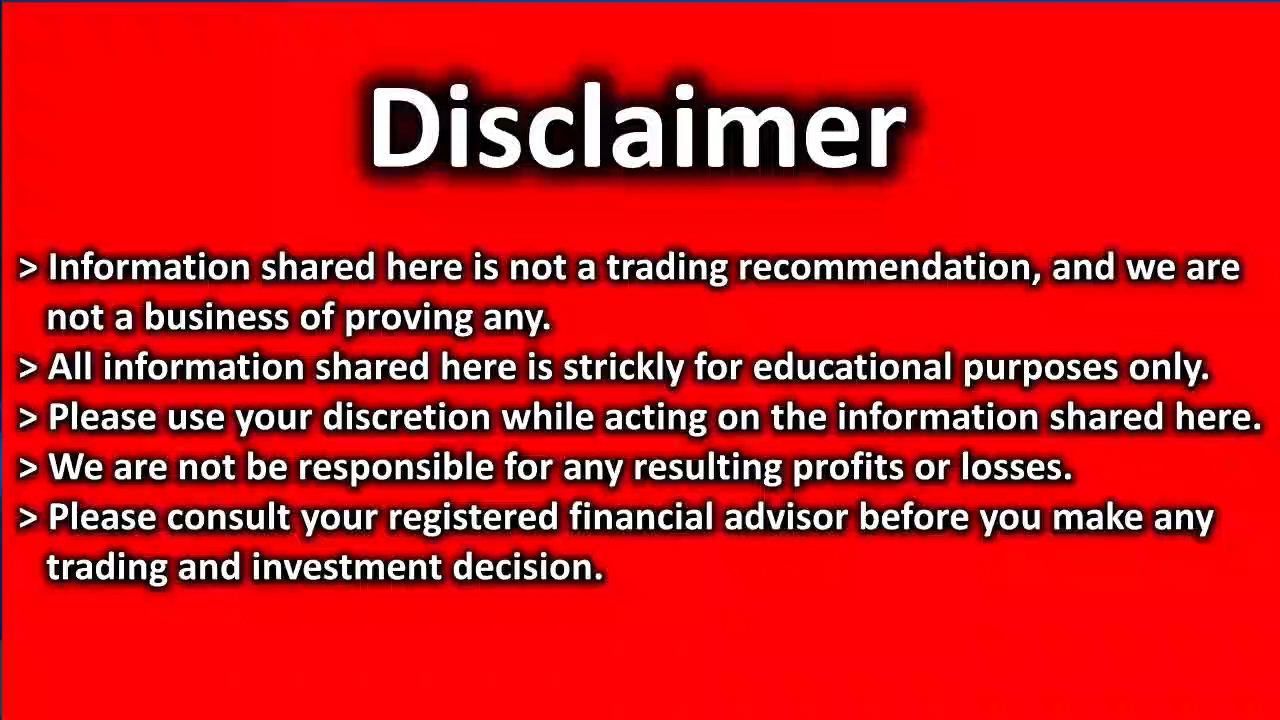 Disclaimer
> Information shared here is not a trading recommendation, and we are
not a business of proving any.
> All information shared here is strickly for educational purposes only.
> Please use your discretion while acting on the information shared here.
> We are not be responsible for any resulting profits or losses.
> Please consult your registered financial advisor before you make any
trading and investment decision.